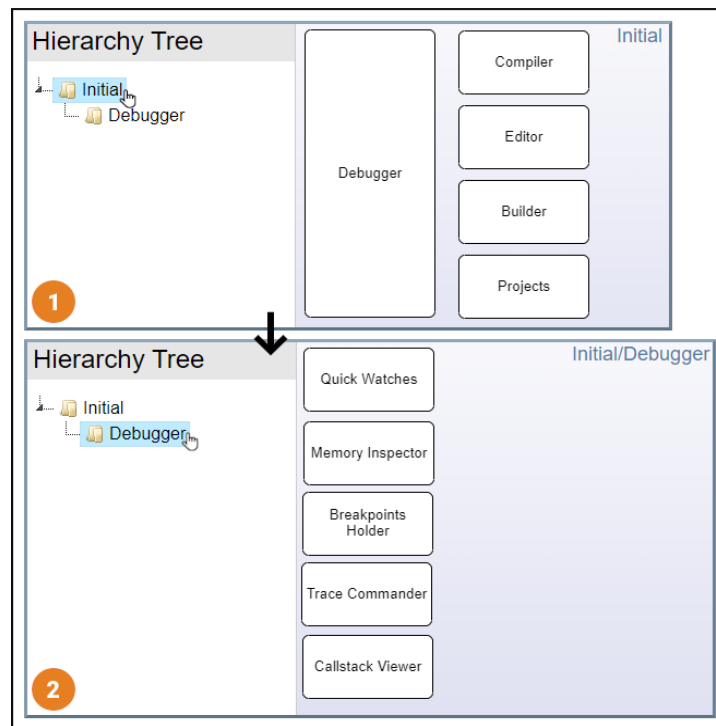 Hierarchy Tree
Initial
Debugger
Initial
Debugger
Compiler
Editor
Builder
Projects
1
Hierarchy Tree
Initial
Debugger
Initial/Debugger
Quick Watches
Memory Inspector
Breakpoints
Holder
Trace Commander
Callstack Viewer
2